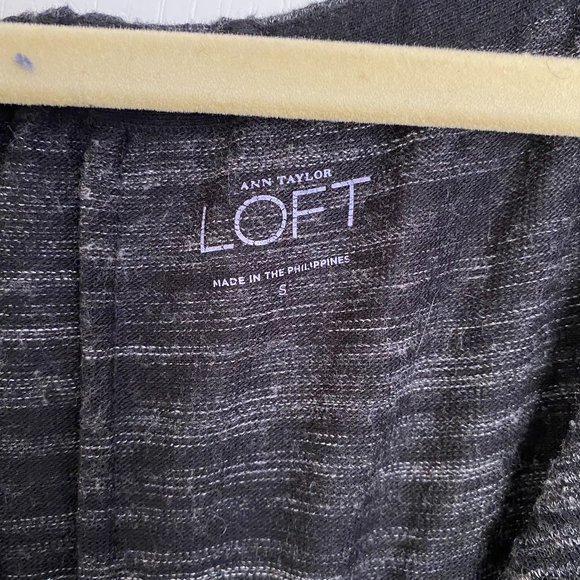 ANN TAYLOR
LOFT
MADE IN THE PHILIPPINES
S